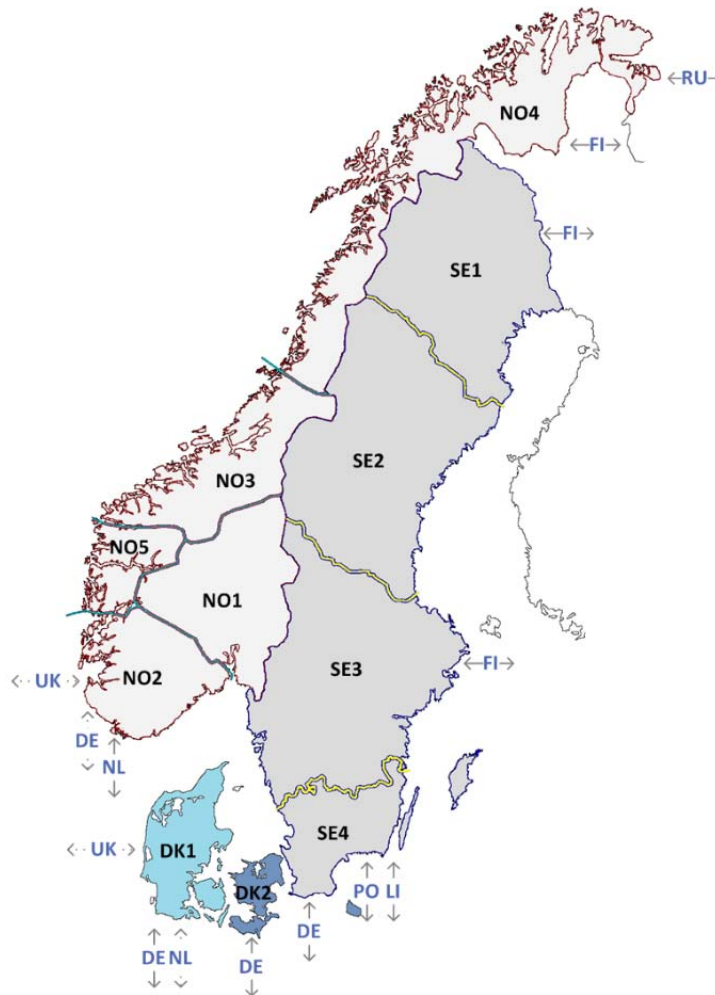 RU
NO4
FI
FI
SE1
SE2
NO3
NO5
NO1
SE3
FI
NO2
UK
DE
NL
SE4
UK
DK1
DK2
PO LI
DE
DE NL
DE